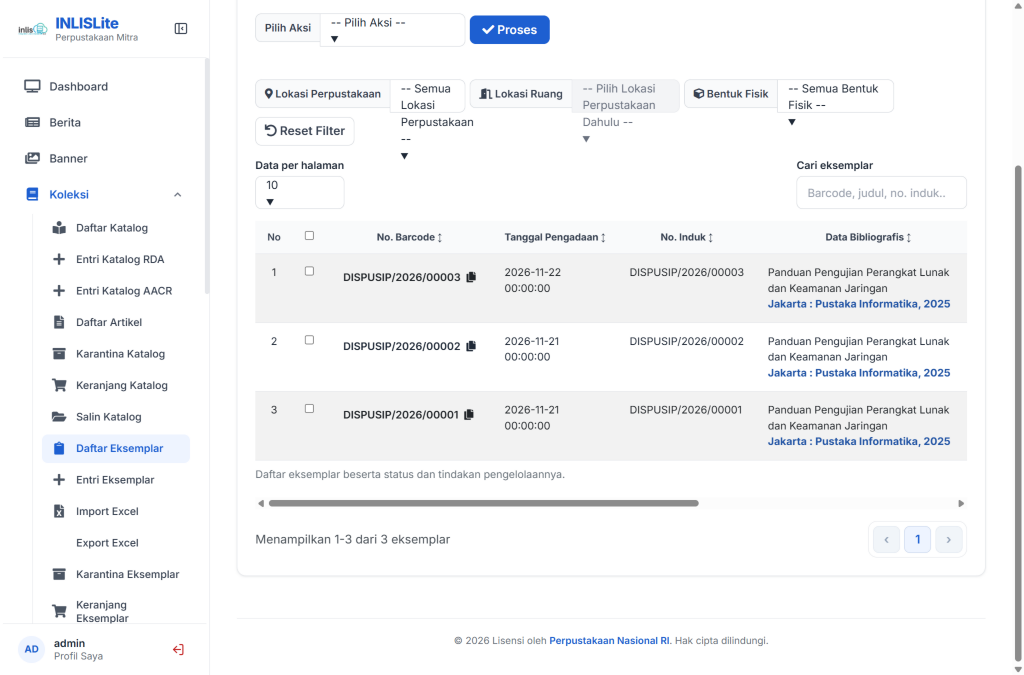 inlis
INLISLite
Perpustakaan Mitra
Dashboard
Berita
Banner
Koleksi
Daftar Katalog
Entri Katalog RDA
Entri Katalog AACR
Daftar Artikel
Karantina Katalog
Keranjang Katalog
Salin Katalog
Daftar Eksemplar
Entri Eksemplar
Import Excel
Export Excel
Karantina Eksemplar
Keranjang
Eksemplar
AD
admin
Profil Saya
Pilih Aksi
-- Pilih Aksi --
Proses
Lokasi Perpustakaan
-- Semua
Lokasi
Perpustakaan
--
Lokasi Ruang
-- Pilih Lokasi
Perpustakaan
Dahulu --
Bentuk Fisik
-- Semua Bentuk
Fisik --
Reset Filter
Data per halaman
10
Cari eksemplar
Barcode, judul, no. induk..
No No. Barcode Tanggal Pengadaan No. Induk Data Bibliografis
1 DISPUSIP/2026/00003 2026-11-22 DISPUSIP/2026/00003 Panduan Pengujian Perangkat Lunak
00:00:00 dan Keamanan Jaringan
Jakarta : Pustaka Informatika, 2025
2 DISPUSIP/2026/00002 2026-11-21 DISPUSIP/2026/00002 Panduan Pengujian Perangkat Lunak
00:00:00 dan Keamanan Jaringan
Jakarta : Pustaka Informatika, 2025
3 DISPUSIP/2026/00001 2026-11-21 DISPUSIP/2026/00001 Panduan Pengujian Perangkat Lunak
00:00:00 dan Keamanan Jaringan
Jakarta : Pustaka Informatika, 2025
Daftar eksemplar beserta status dan tindakan pengelolaannya.
Menampilkan 1-3 dari 3 eksemplar
‹ 1 ›
© 2026 Lisensi oleh Perpustakaan Nasional RI. Hak cipta dilindungi.